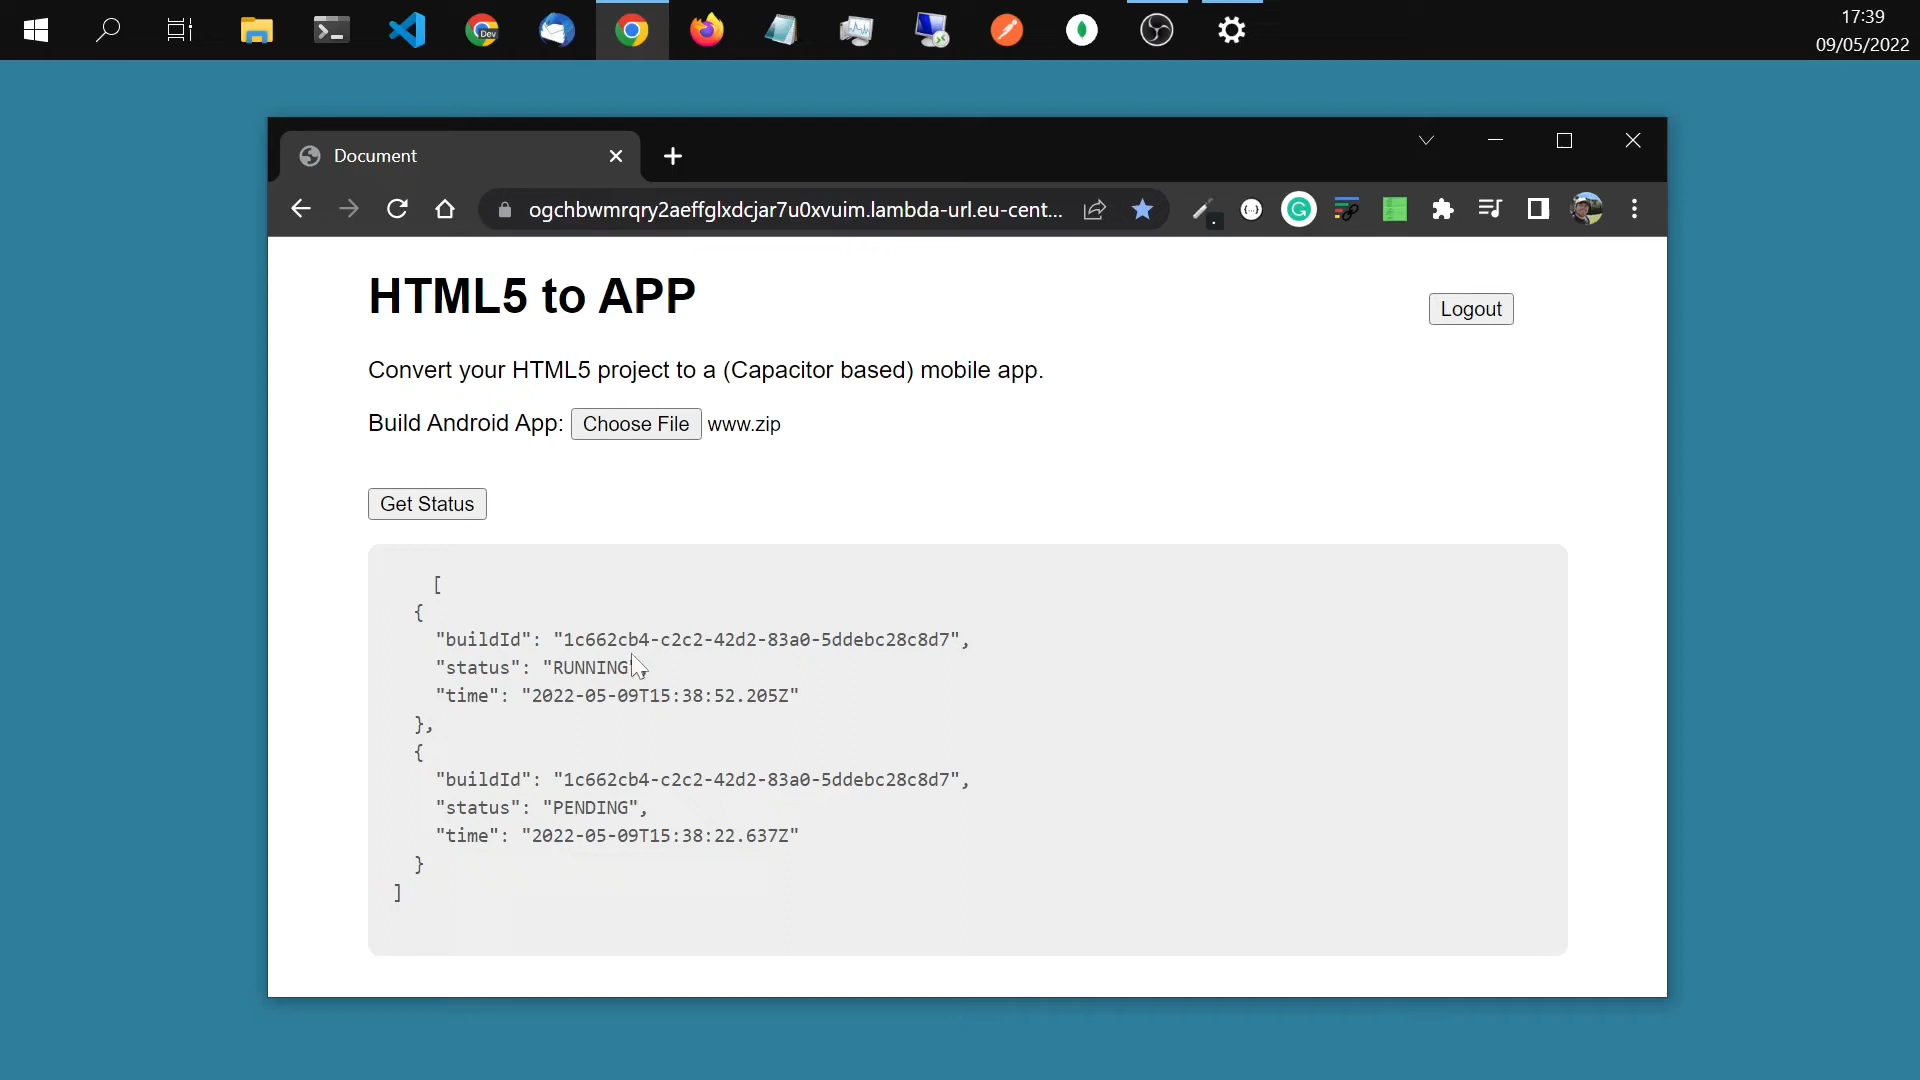 17:39
09/05/2022
Dev
Document
ogchbwmrqry2aeffglxdcjar7u0xvuim.lambda-url.eu-cent...
HTML5 to APP
Logout
Convert your HTML5 project to a (Capacitor based) mobile app.
Build Android App: Choose File www.zip
Get Status
[
{
"buildId": "1c662cb4-c2c2-42d2-83a0-5ddebc28c8d7",
"status": "RUNNING",
"time": "2022-05-09T15:38:52.205Z"
},
{
"buildId": "1c662cb4-c2c2-42d2-83a0-5ddebc28c8d7",
"status": "PENDING",
"time": "2022-05-09T15:38:22.637Z"
}
]